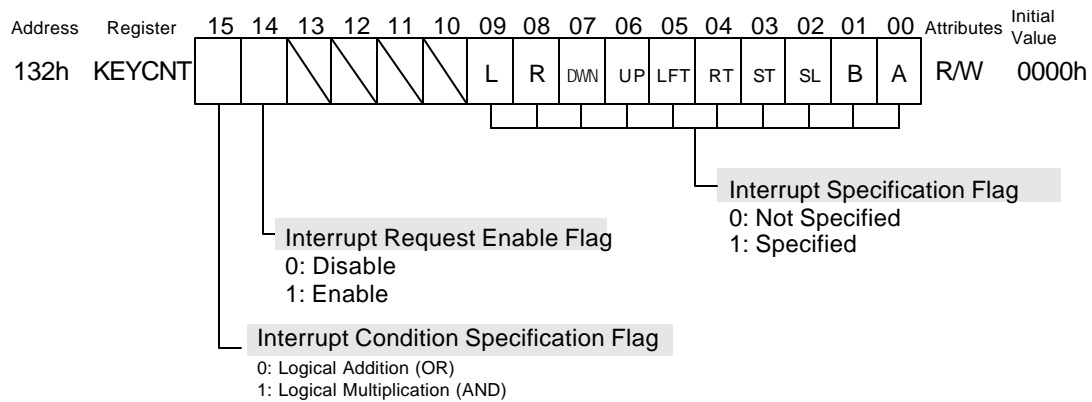 Address Register 15 14 13 12 11 10 09 08 07 06 05 04 03 02 01 00 Attributes Initial Value
132h KEYCNT L R DWN UP LFT RT ST SL B A R/W 0000h
Interrupt Specification Flag
0: Not Specified
1: Specified
Interrupt Request Enable Flag
0: Disable
1: Enable
Interrupt Condition Specification Flag
0: Logical Addition (OR)
1: Logical Multiplication (AND)